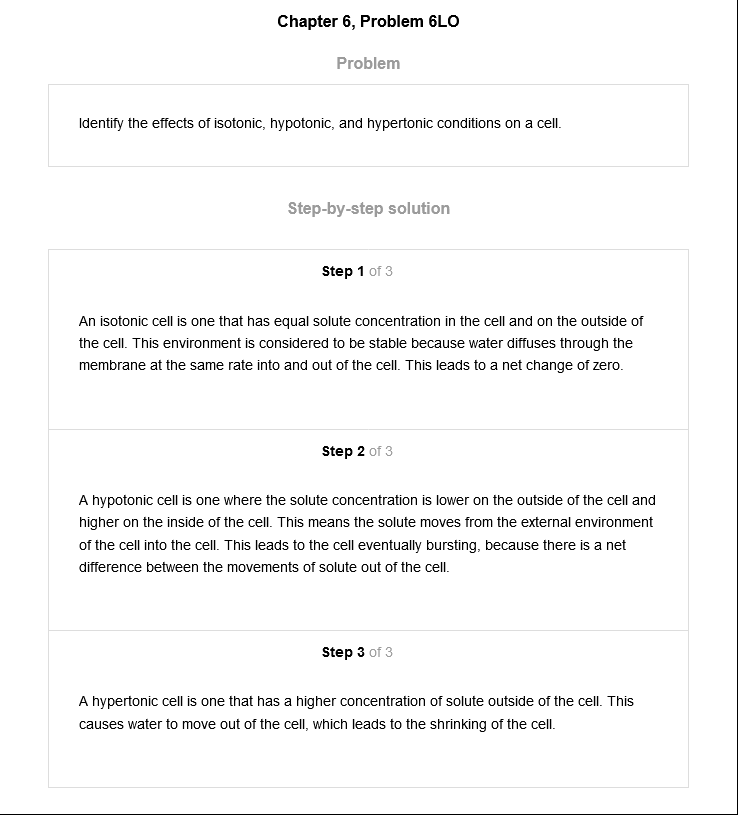 Chapter 6, Problem 6LO
Problem
Identify the effects of isotonic, hypotonic, and hypertonic conditions on a cell.
Step-by-step solution
Step 1 of 3
An isotonic cell is one that has equal solute concentration in the cell and on the outside of
the cell. This environment is considered to be stable because water diffuses through the
membrane at the same rate into and out of the cell. This leads to a net change of zero.
Step 2 of 3
A hypotonic cell is one where the solute concentration is lower on the outside of the cell and
higher on the inside of the cell. This means the solute moves from the external environment
of the cell into the cell. This leads to the cell eventually bursting, because there is a net
difference between the movements of solute out of the cell.
Step 3 of 3
A hypertonic cell is one that has a higher concentration of solute outside of the cell. This
causes water to move out of the cell, which leads to the shrinking of the cell.